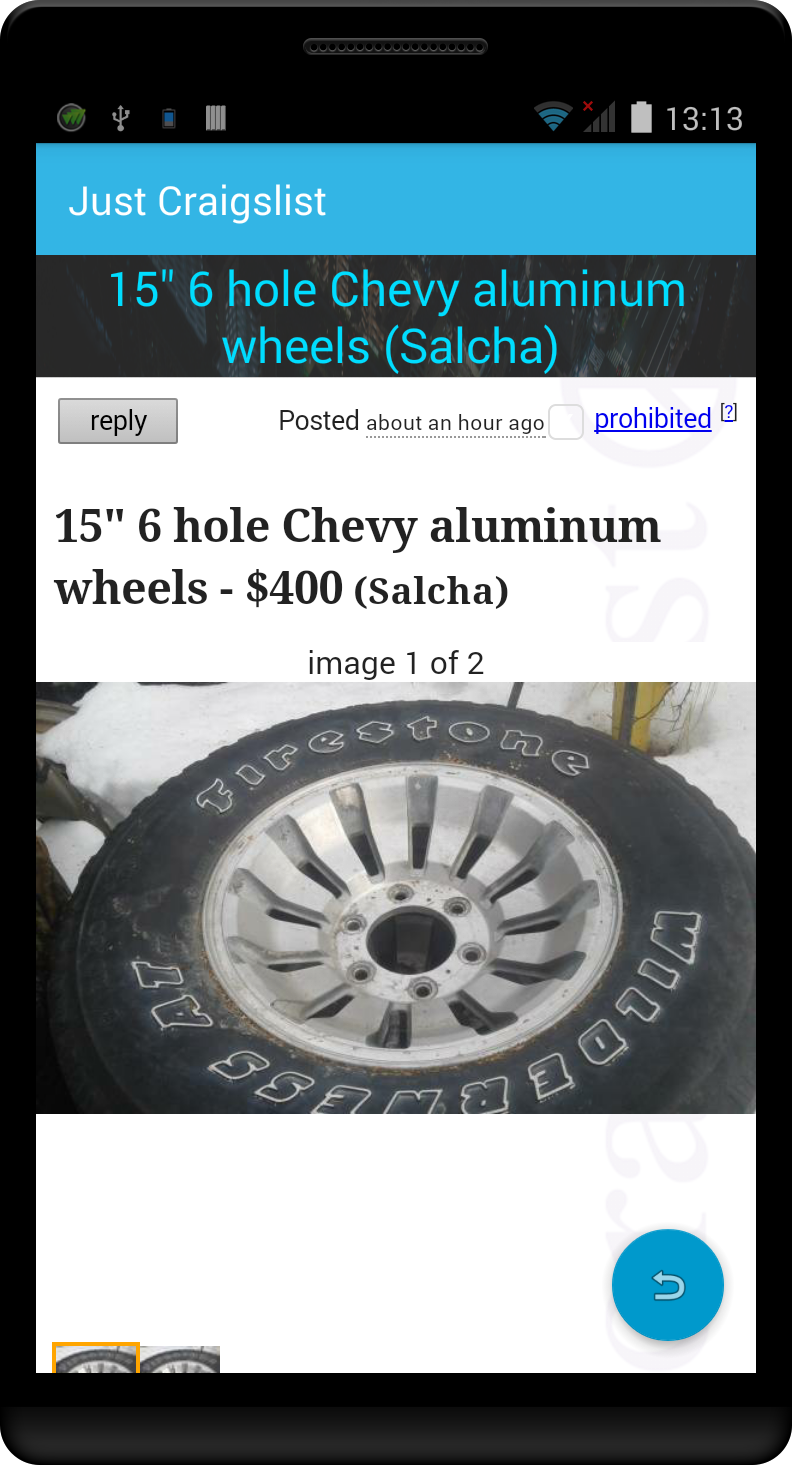 13:13
Just Craigslist
15" 6 hole Chevy aluminum
wheels (Salcha)
reply Posted about an hour ago prohibited [?]
15" 6 hole Chevy aluminum
wheels - $400 (Salcha)
image 1 of 2
Firestone
WILDERNESS AT